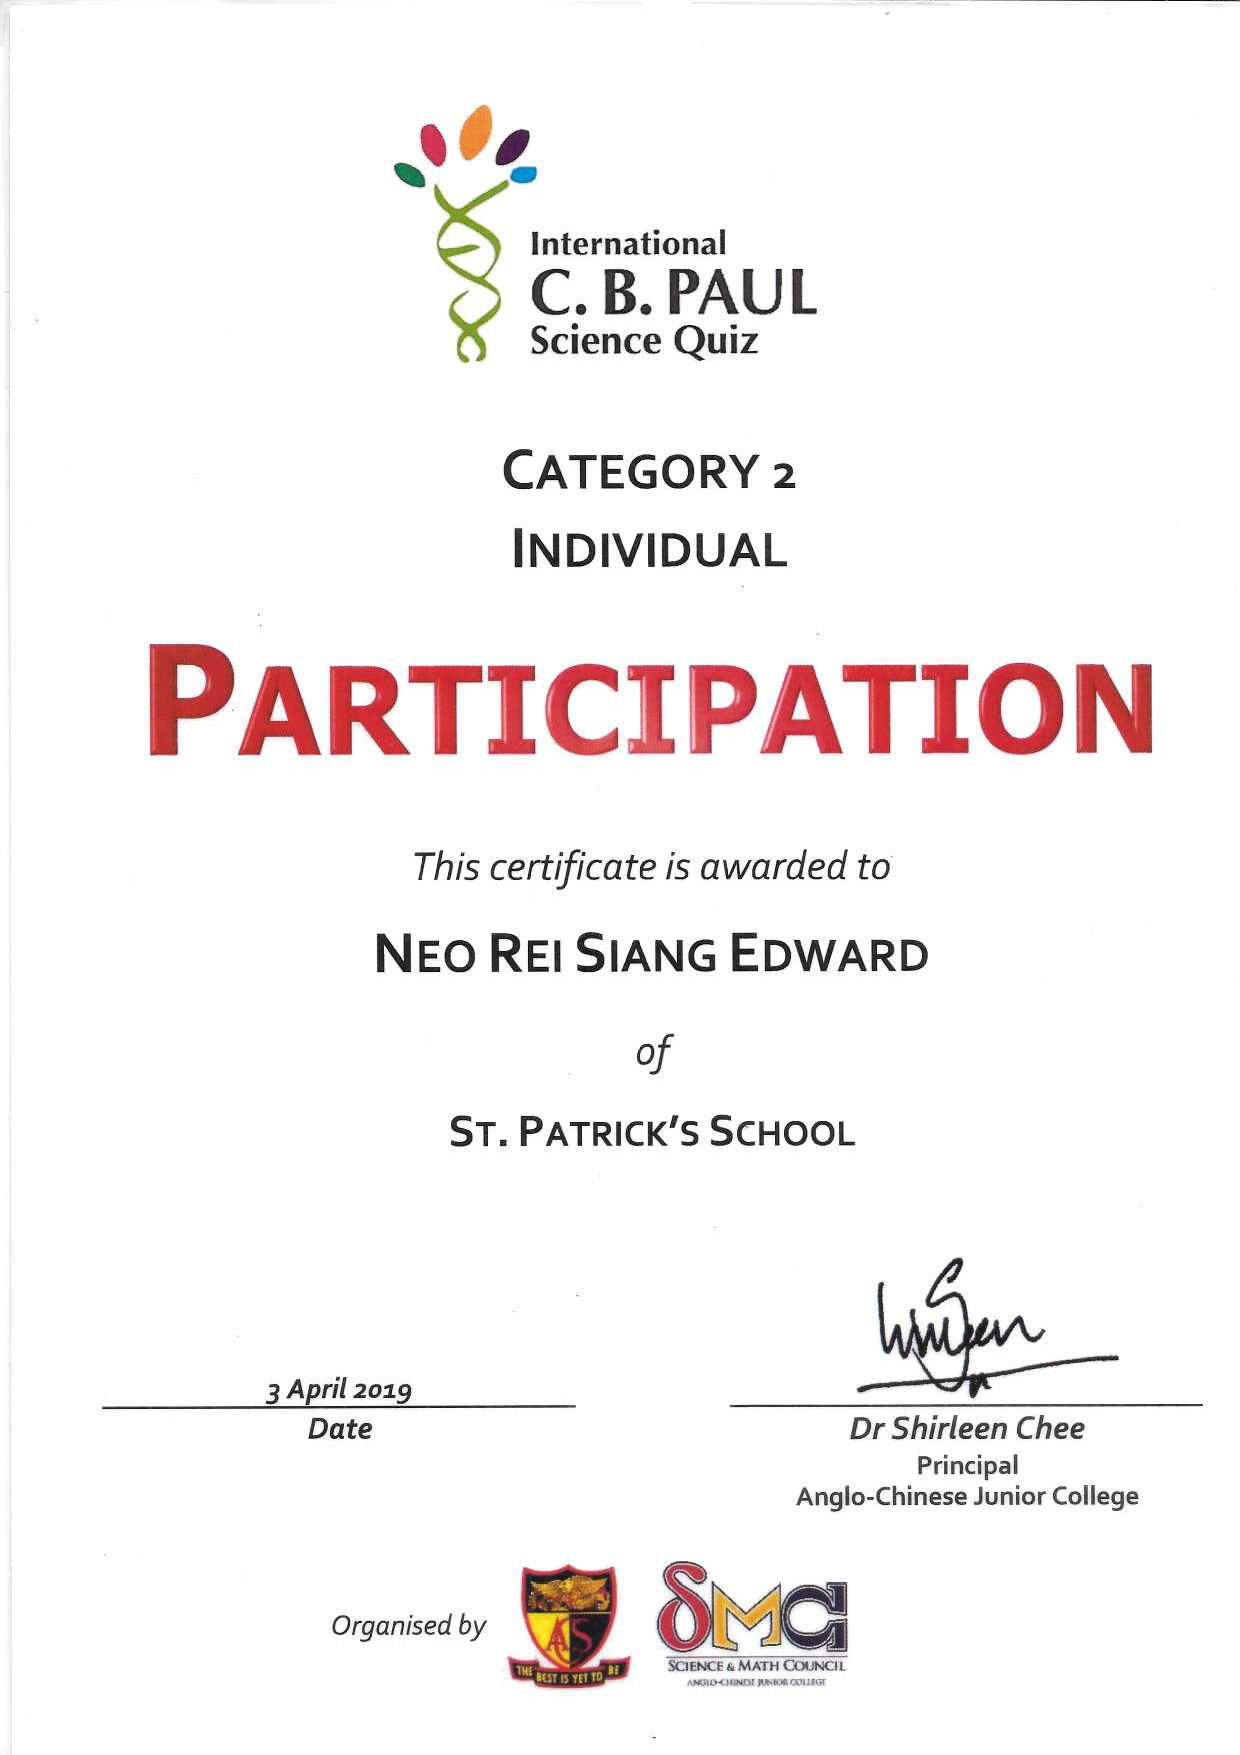 International
C. B. PAUL
Science Quiz
CATEGORY 2
INDIVIDUAL
PARTICIPATION
This certificate is awarded to
NEO REI SIANG EDWARD
of
ST. PATRICK'S SCHOOL
3 April 2019
Date
Dr Shirleen Chee
Principal
Anglo-Chinese Junior College
Organised by
ACS
THE BEST IS YET TO BE
SMC
SCIENCE & MATH COUNCIL
ANGLO-CHINESE JUNIOR COLLEGE